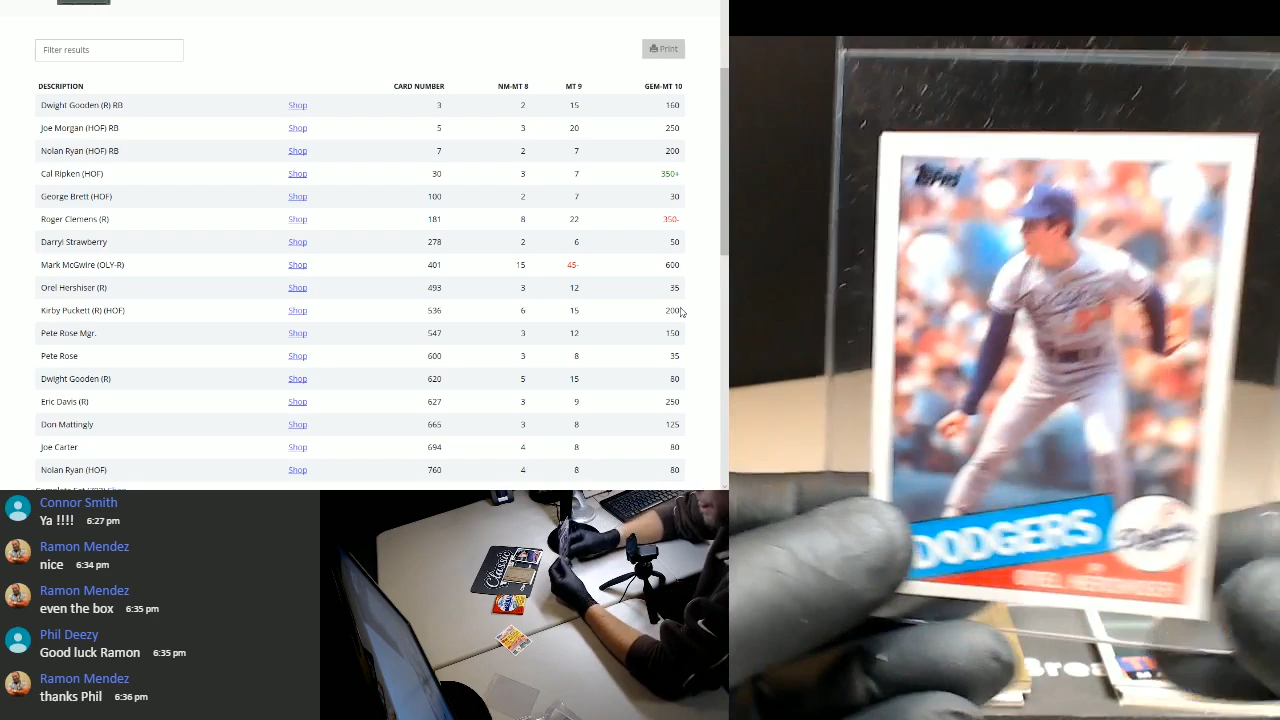 Filter results
Print
DESCRIPTION CARD NUMBER NM-MT 8 MT 9 GEM-MT 10
Dwight Gooden (R) RB Shop 3 2 15 160
Joe Morgan (HOF) RB Shop 5 3 20 250
Nolan Ryan (HOF) RB Shop 7 2 7 200
Cal Ripken (HOF) Shop 30 3 7 350+
George Brett (HOF) Shop 100 2 7 30
Roger Clemens (R) Shop 181 8 22 350-
Darryl Strawberry Shop 278 2 6 50
Mark McGwire (OLY-R) Shop 401 15 45- 600
Orel Hershiser (R) Shop 493 3 12 35
Kirby Puckett (R) (HOF) Shop 536 6 15 200
Pete Rose Mgr. Shop 547 3 12 150
Pete Rose Shop 600 3 8 35
Dwight Gooden (R) Shop 620 5 15 80
Eric Davis (R) Shop 627 3 9 250
Don Mattingly Shop 665 3 8 125
Joe Carter Shop 694 4 8 80
Nolan Ryan (HOF) Shop 760 4 8 80
Connor Smith
Ya !!!! 6:27 pm
Ramon Mendez
nice 6:34 pm
Ramon Mendez
even the box 6:35 pm
Phil Deezy
Good luck Ramon 6:35 pm
Ramon Mendez
thanks Phil 6:36 pm
Topps
DODGERS